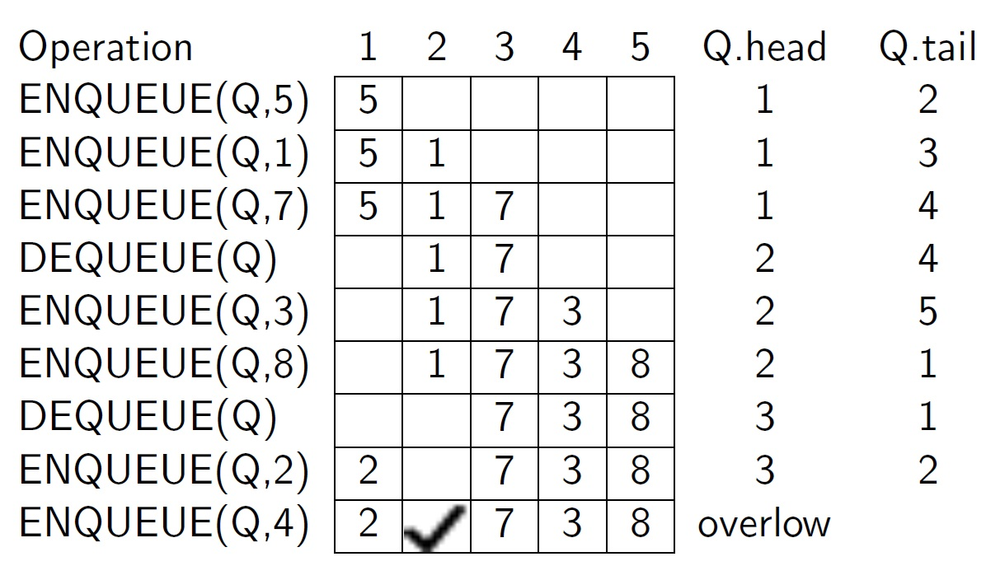 Operation 1 2 3 4 5 Q.head Q.tail
ENQUEUE(Q,5) 5 1 2
ENQUEUE(Q,1) 5 1 1 3
ENQUEUE(Q,7) 5 1 7 1 4
DEQUEUE(Q) 1 7 2 4
ENQUEUE(Q,3) 1 7 3 2 5
ENQUEUE(Q,8) 1 7 3 8 2 1
DEQUEUE(Q) 7 3 8 3 1
ENQUEUE(Q,2) 2 7 3 8 3 2
ENQUEUE(Q,4) 2 ✓ 7 3 8 overlow